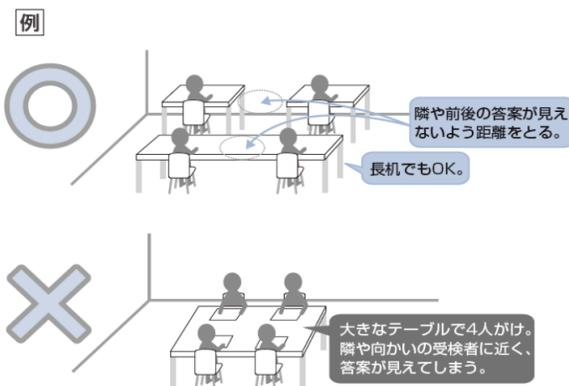 例
隣や前後の答案が見え
ないよう距離をとる。
長机でもOK。
大きなテーブルで4人がけ。
隣や向かいの受検者に近く、
答案が見えてしまう。